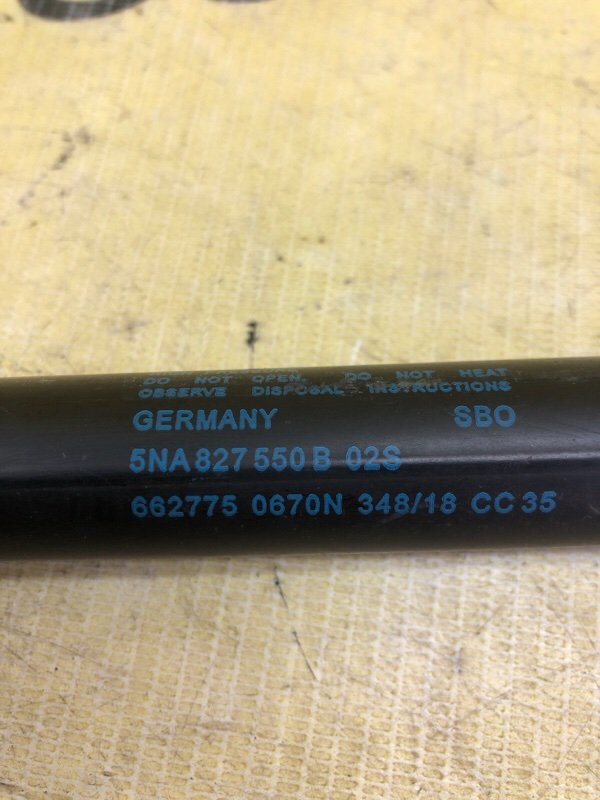 DO NOT OPEN. DO NOT HEAT
OBSERVE DISPOSAL INSTRUCTIONS
GERMANY SBO
5NA 827 550 B 02S
662775 0670N 348/18 CC 35